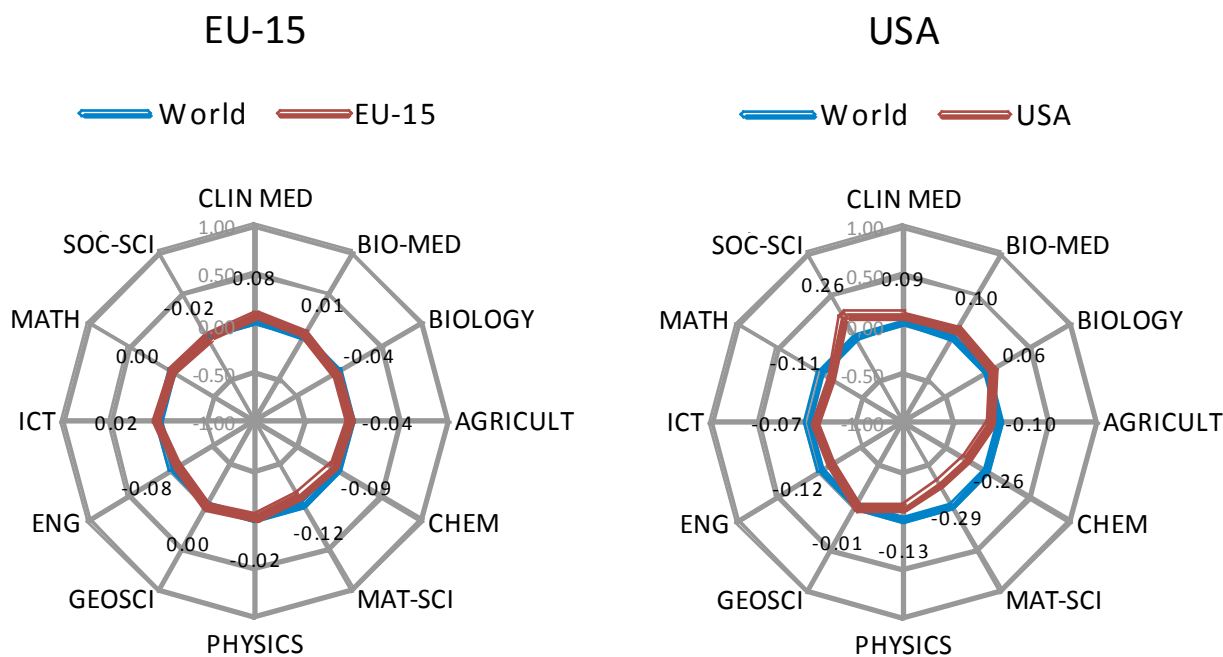 EU-15
World
EU-15
CLIN MED
BIO-MED
BIOLOGY
AGRICULT
CHEM
MAT-SCI
PHYSICS
GEOSCI
ENG
ICT
MATH
SOC-SCI
1.00
0.50
0.00
-0.50
-1.00
0.08
0.01
-0.04
-0.04
-0.09
-0.12
-0.02
0.00
-0.08
0.02
0.00
-0.02
USA
World
USA
CLIN MED
BIO-MED
BIOLOGY
AGRICULT
CHEM
MAT-SCI
PHYSICS
GEOSCI
ENG
ICT
MATH
SOC-SCI
1.00
0.50
0.00
-0.50
-1.00
0.09
0.10
0.06
-0.10
-0.26
-0.29
-0.13
-0.01
-0.12
-0.07
-0.11
0.26